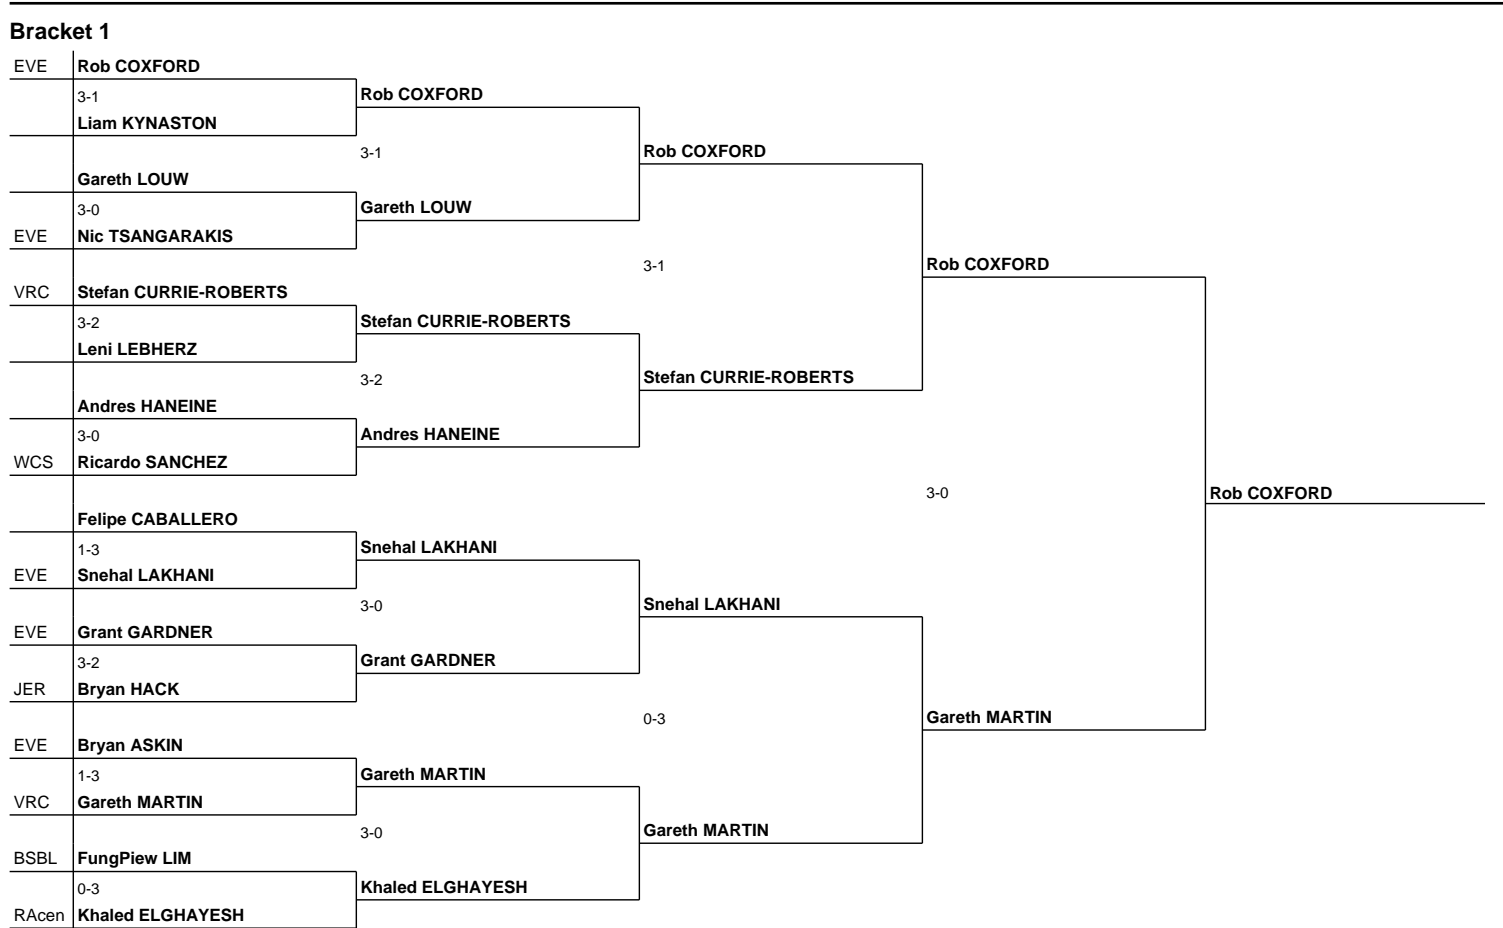 Bracket 1
EVE Rob COXFORD
3-1 Rob COXFORD
Liam KYNASTON
3-1 Rob COXFORD
Gareth LOUW
3-0 Gareth LOUW
EVE Nic TSANGARAKIS
3-1 Rob COXFORD
VRC Stefan CURRIE-ROBERTS
3-2 Stefan CURRIE-ROBERTS
Leni LEBHERZ
3-2 Stefan CURRIE-ROBERTS
Andres HANEINE
3-0 Andres HANEINE
WCS Ricardo SANCHEZ
3-0 Rob COXFORD
Felipe CABALLERO
1-3 Snehal LAKHANI
EVE Snehal LAKHANI
3-0 Snehal LAKHANI
EVE Grant GARDNER
3-2 Grant GARDNER
JER Bryan HACK
0-3 Gareth MARTIN
EVE Bryan ASKIN
1-3 Gareth MARTIN
VRC Gareth MARTIN
3-0 Gareth MARTIN
BSBL FungPiew LIM
0-3 Khaled ELGHAYESH
RAcen Khaled ELGHAYESH